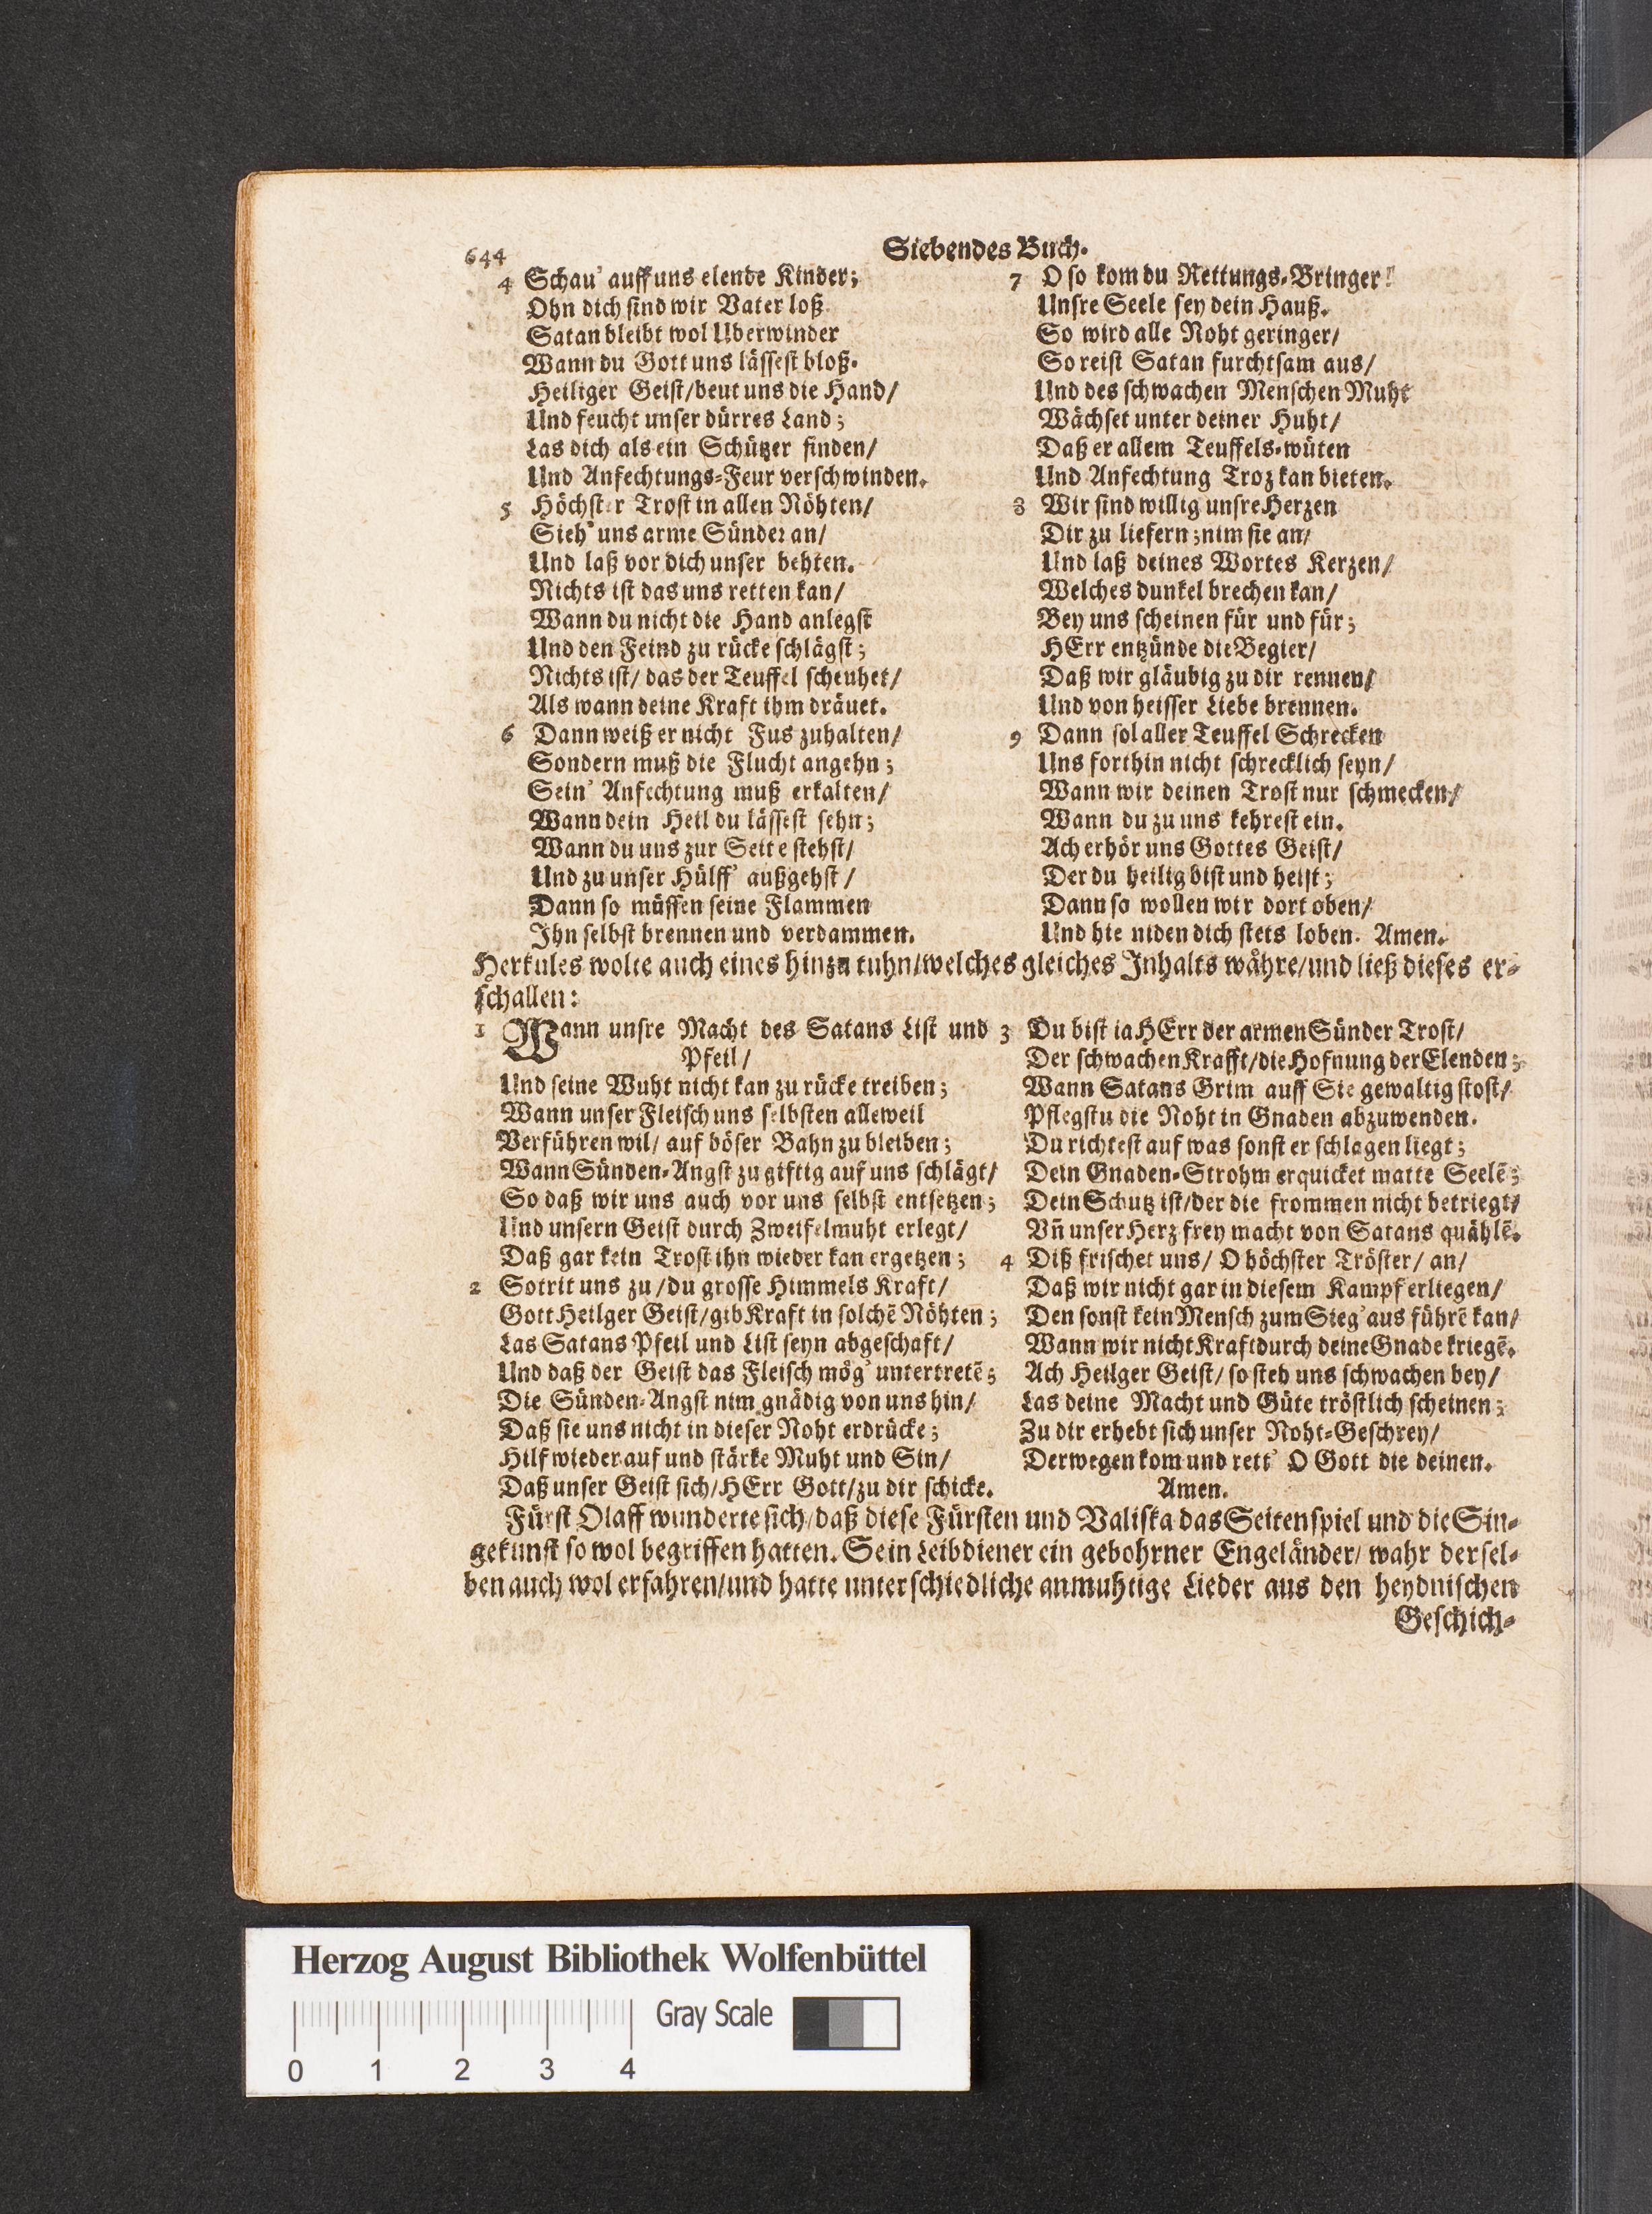 644
Siebendes Buch.
4 Schau' auff uns elende Kinder;
Ohn dich sind wir Vater loß.
Satan bleibt wol Uberwinder
Wann du Gott uns lässest bloß.
Heiliger Geist/beut uns die Hand/
Und feucht unser dürres Land;
Las dich als ein Schützer finden/
Und Anfechtungs-Feur verschwinden.
5 Höchster Trost in allen Nöhten/
Sieh' uns arme Sünder an/
Und laß vor dich unser behten.
Nichts ist das uns retten kan/
Wann du nicht die Hand anlegst
Und den Feind zu rücke schlägst;
Nichts ist/ das der Teuffel scheuhet/
Als wann deine Kraft ihm dräuet.
6 Dann weiß er nicht Fus zuhalten/
Sondern muß die Flucht angehn;
Sein' Anfechtung muß erkalten/
Wann dein Heil du lässest sehn;
Wann du uns zur Seite stehst/
Und zu unser Hülff' außgehst/
Dann so müssen seine Flammen
Ihn selbst brennen und verdammen.
7 O so kom du Rettungs-Bringer!
Unsre Seele sey dein Hauß.
So wird alle Noht geringer/
So reist Satan furchtsam aus/
Und des schwachen Menschen Muht
Wächset unter deiner Huht/
Daß er allem Teuffels-wüten
Und Anfechtung Troz kan bieten.
8 Wir sind willig unsre Herzen
Dir zu liefern; nim sie an/
Und laß deines Wortes Kerzen/
Welches dunkel brechen kan/
Bey uns scheinen für und für;
HErr entzünde die Begier/
Daß wir gläubig zu dir rennen/
Und von heisser Liebe brennen.
9 Dann sol aller Teuffel Schrecken
Uns forthin nicht schrecklich seyn/
Wann wir deinen Trost nur schmecken/
Wann du zu uns kehrest ein.
Ach erhör uns Gottes Geist/
Der du heilig bist und heist;
Dann so wollen wir dort oben/
Und hie niden dich stets loben. Amen.
Herkules wolte auch eines hinzu tuhn/welches gleiches Inhalts währe/und ließ dieses er-
schallen:
1 Wann unsre Macht des Satans List und
Pfeil/
Und seine Wuht nicht kan zu rücke treiben;
Wann unser Fleisch uns selbsten alleweil
Verführen wil/ auf böser Bahn zu bleiben;
Wann Sünden-Angst zu giftig auf uns schlägt/
So daß wir uns auch vor uns selbst entsetzen;
Und unsern Geist durch Zweifelmuht erlegt/
Daß gar kein Trost ihn wieder kan ergetzen;
2 So trit uns zu/du grosse Himmels Kraft/
Gott Heilger Geist/gib Kraft in solchē Nöhten;
Las Satans Pfeil und List seyn abgeschaft/
Und daß der Geist das Fleisch mög' untertretē;
Die Sünden-Angst nim gnädig von uns hin/
Daß sie uns nicht in dieser Noht erdrücke;
Hilf wieder auf und stärke Muht und Sin/
Daß unser Geist sich/HErr Gott/zu dir schicke.
3 Du bist ia HErr der armen Sünder Trost/
Der schwachen Krafft/die Hofnung der Elenden;
Wann Satans Grim auff Sie gewaltig stost/
Pflegstu die Noht in Gnaden abzuwenden.
Du richtest auf was sonst er schlagen liegt;
Dein Gnaden-Strohm erquicket matte Seelē;
Dein Schutz ist/der die frommen nicht betriegt/
Vñ unser Herz frey macht von Satans quählē.
4 Diß frischet uns/ O höchster Tröster/ an/
Daß wir nicht gar in diesem Kampf erliegen/
Den sonst kein Mensch zum Sieg' aus führē kan/
Wann wir nicht Kraft durch deine Gnade kriegē.
Ach Heilger Geist/ so steh uns schwachen bey/
Las deine Macht und Güte tröstlich scheinen;
Zu dir erhebt sich unser Noht-Geschrey/
Derwegen kom und rett' O Gott die deinen.
Amen.
Fürst Olaff wunderte sich/daß diese Fürsten und Valiska das Seitenspiel und die Sin-
gekunst so wol begriffen hatten. Sein Leibdiener ein gebohrner Engeländer/ wahr dersel-
ben auch wol erfahren/und hatte unterschiedliche anmuhtige Lieder aus den heydnischen
Geschich-
Herzog August Bibliothek Wolfenbüttel
Gray Scale
0 1 2 3 4